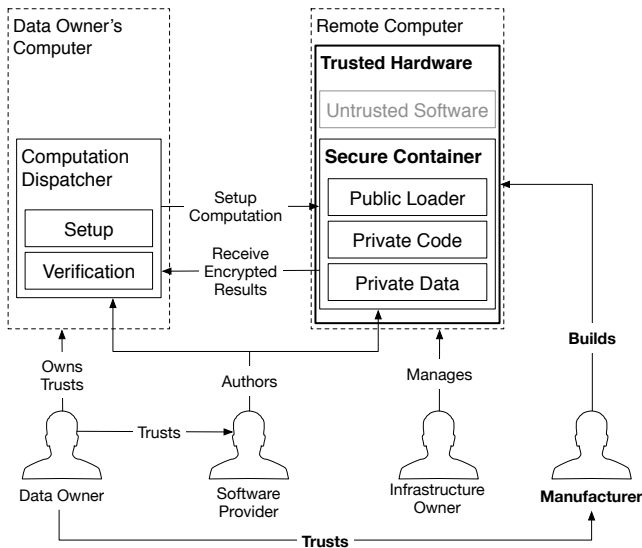 Data Owner's
Computer
Remote Computer
Trusted Hardware
Untrusted Software
Computation
Dispatcher
Setup
Verification
Secure Container
Public Loader
Private Code
Private Data
Setup
Computation
Receive
Encrypted
Results
Owns
Trusts
Authors
Manages
Builds
Trusts
Data Owner
Software
Provider
Infrastructure
Owner
Manufacturer
Trusts